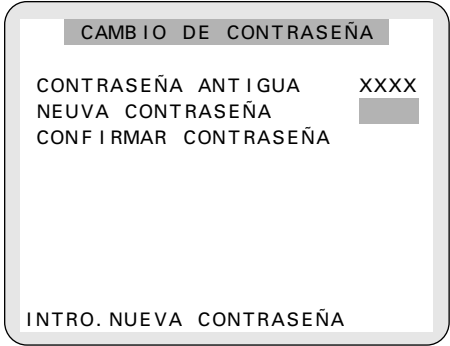 CAMBIO DE CONTRASEÑA
CONTRASEÑA ANTIGUA XXXX
NEUVA CONTRASEÑA
CONFIRMAR CONTRASEÑA
INTRO. NUEVA CONTRASEÑA